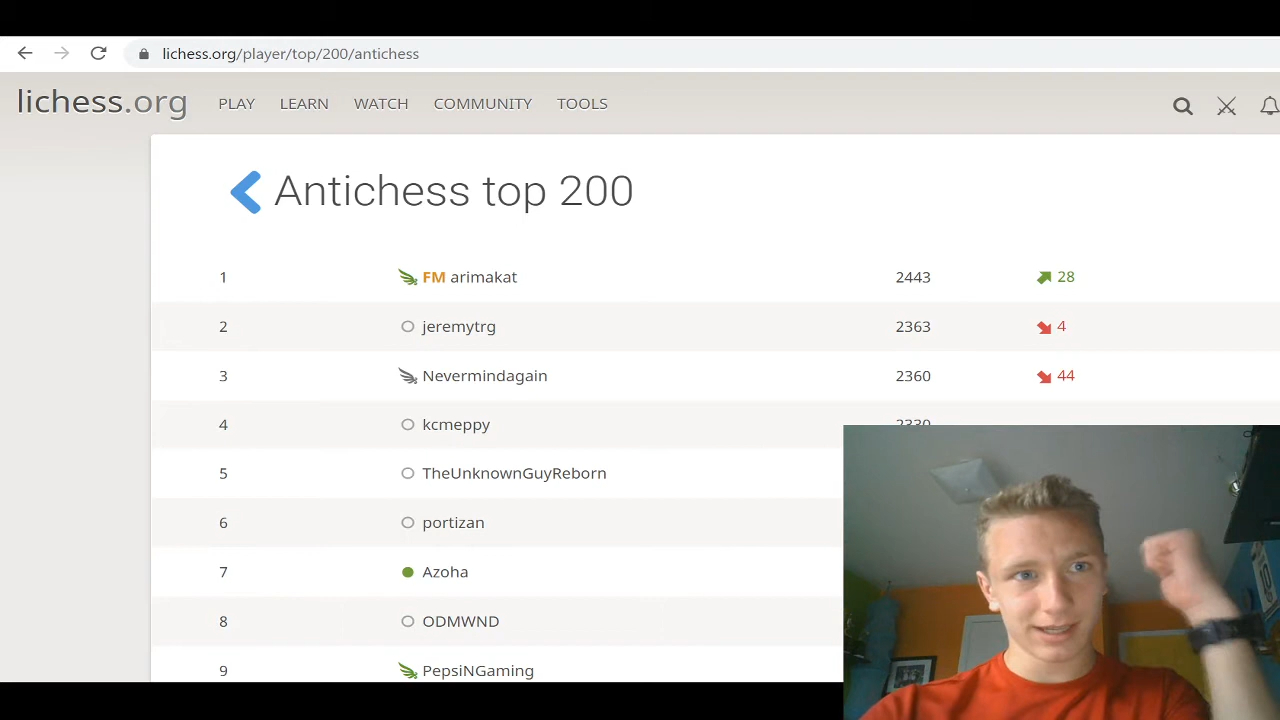 lichess.org/player/top/200/antichess
lichess.org PLAY LEARN WATCH COMMUNITY TOOLS
Antichess top 200
1 FM arimakat 2443 28
2 jeremytrg 2363 4
3 Nevermindagain 2360 44
4 kcmeppy
5 TheUnknownGuyReborn
6 portizan
7 Azoha
8 ODMWND
9 PepsiNGaming